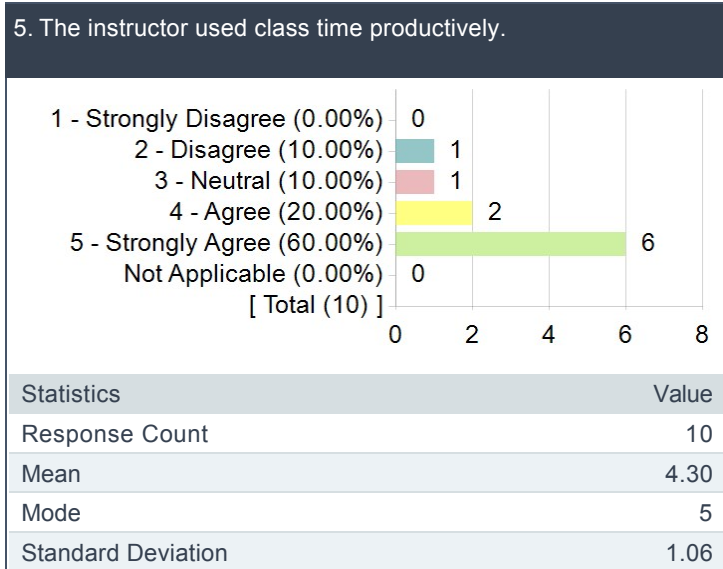 5. The instructor used class time productively.
1 - Strongly Disagree (0.00%) 0
2 - Disagree (10.00%) 1
3 - Neutral (10.00%) 1
4 - Agree (20.00%) 2
5 - Strongly Agree (60.00%) 6
Not Applicable (0.00%) 0
[ Total (10) ]
0 2 4 6 8
Statistics Value
Response Count 10
Mean 4.30
Mode 5
Standard Deviation 1.06